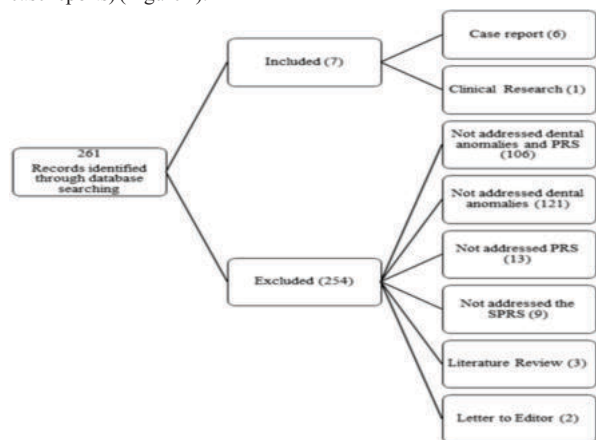 261
Records identified
through database
searching
Included (7)
Case report (6)
Clinical Research (1)
Excluded (254)
Not addressed dental
anomalies and PRS
(106)
Not addressed dental
anomalies (121)
Not addressed PRS
(13)
Not addressed the
SPRS (9)
Literature Review (3)
Letter to Editor (2)